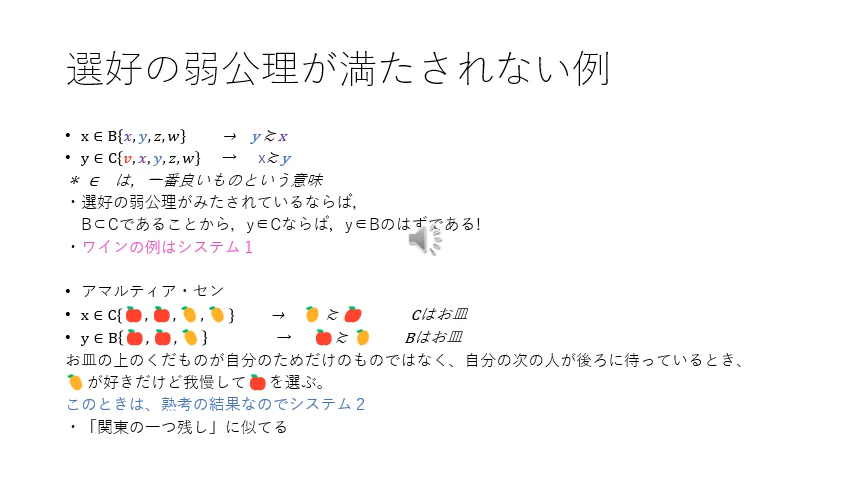 選好の弱公理が満たされない例
• x ∈ B{x, y, z, w} → y ≿ x
• y ∈ C{v, x, y, z, w} → x ≿ y
＊ ∈ は，一番良いものという意味
・選好の弱公理がみたされているならば，
B⊂Cであることから，y∈Cならば，y∈Bのはずである!
・ワインの例はシステム１
• アマルティア・セン
• x ∈ C{🍎, 🍎, 🥭, 🥭} → 🥭 ≿ 🍎 Cはお皿
• y ∈ B{🍎, 🍎, 🥭} → 🍎 ≿ 🥭 Bはお皿
お皿の上のくだものが自分のためだけのものではなく、自分の次の人が後ろに待っているとき、
🥭が好きだけど我慢して🍎を選ぶ。
このときは、熟考の結果なのでシステム２
・「関東の一つ残し」に似てる